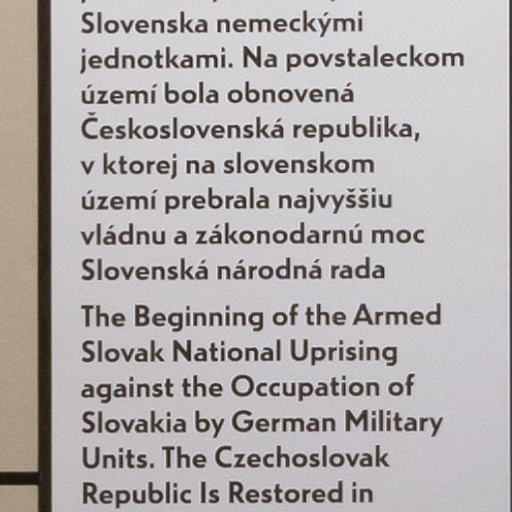 Slovenska nemeckými
jednotkami. Na povstaleckom
území bola obnovená
Československá republika,
v ktorej na slovenskom
území prebrala najvyššiu
vládnu a zákonodarnú moc
Slovenská národná rada
The Beginning of the Armed
Slovak National Uprising
against the Occupation of
Slovakia by German Military
Units. The Czechoslovak
Republic Is Restored in